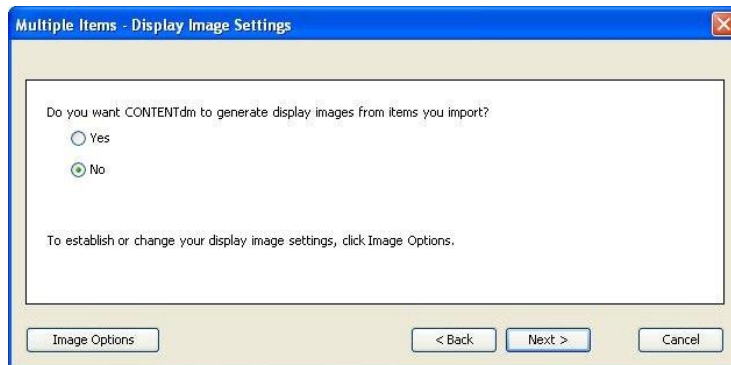 Multiple Items - Display Image Settings
Do you want CONTENTdm to generate display images from items you import?
Yes
No
To establish or change your display image settings, click Image Options.
Image Options
< Back
Next >
Cancel